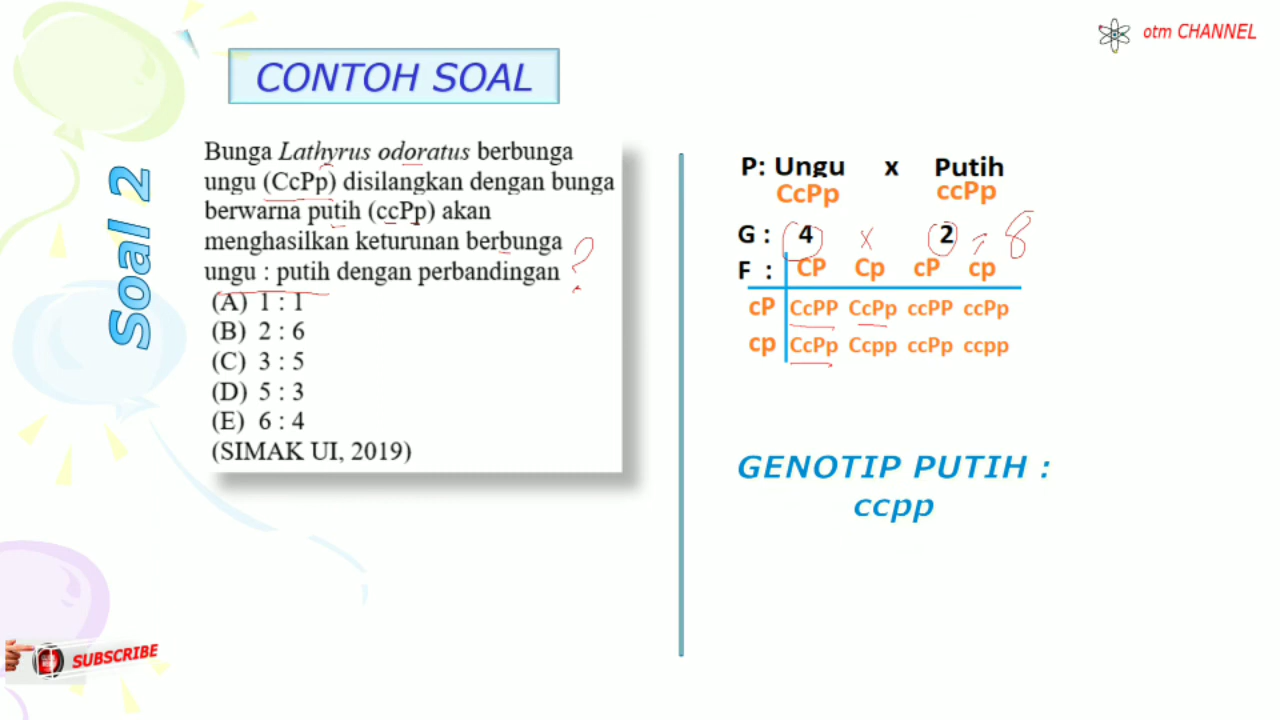 otm CHANNEL
CONTOH SOAL
Soal 2
Bunga Lathyrus odoratus berbunga
ungu (CcPp) disilangkan dengan bunga
berwarna putih (ccPp) akan
menghasilkan keturunan berbunga
ungu : putih dengan perbandingan ?
(A) 1 : 1
(B) 2 : 6
(C) 3 : 5
(D) 5 : 3
(E) 6 : 4
(SIMAK UI, 2019)
P: Ungu x Putih
CcPp ccPp
G : 4 x 2 = 8
F : CP Cp cP cp
cP CcPP CcPp ccPP ccPp
cp CcPp Ccpp ccPp ccpp
GENOTIP PUTIH :
ccpp
SUBSCRIBE